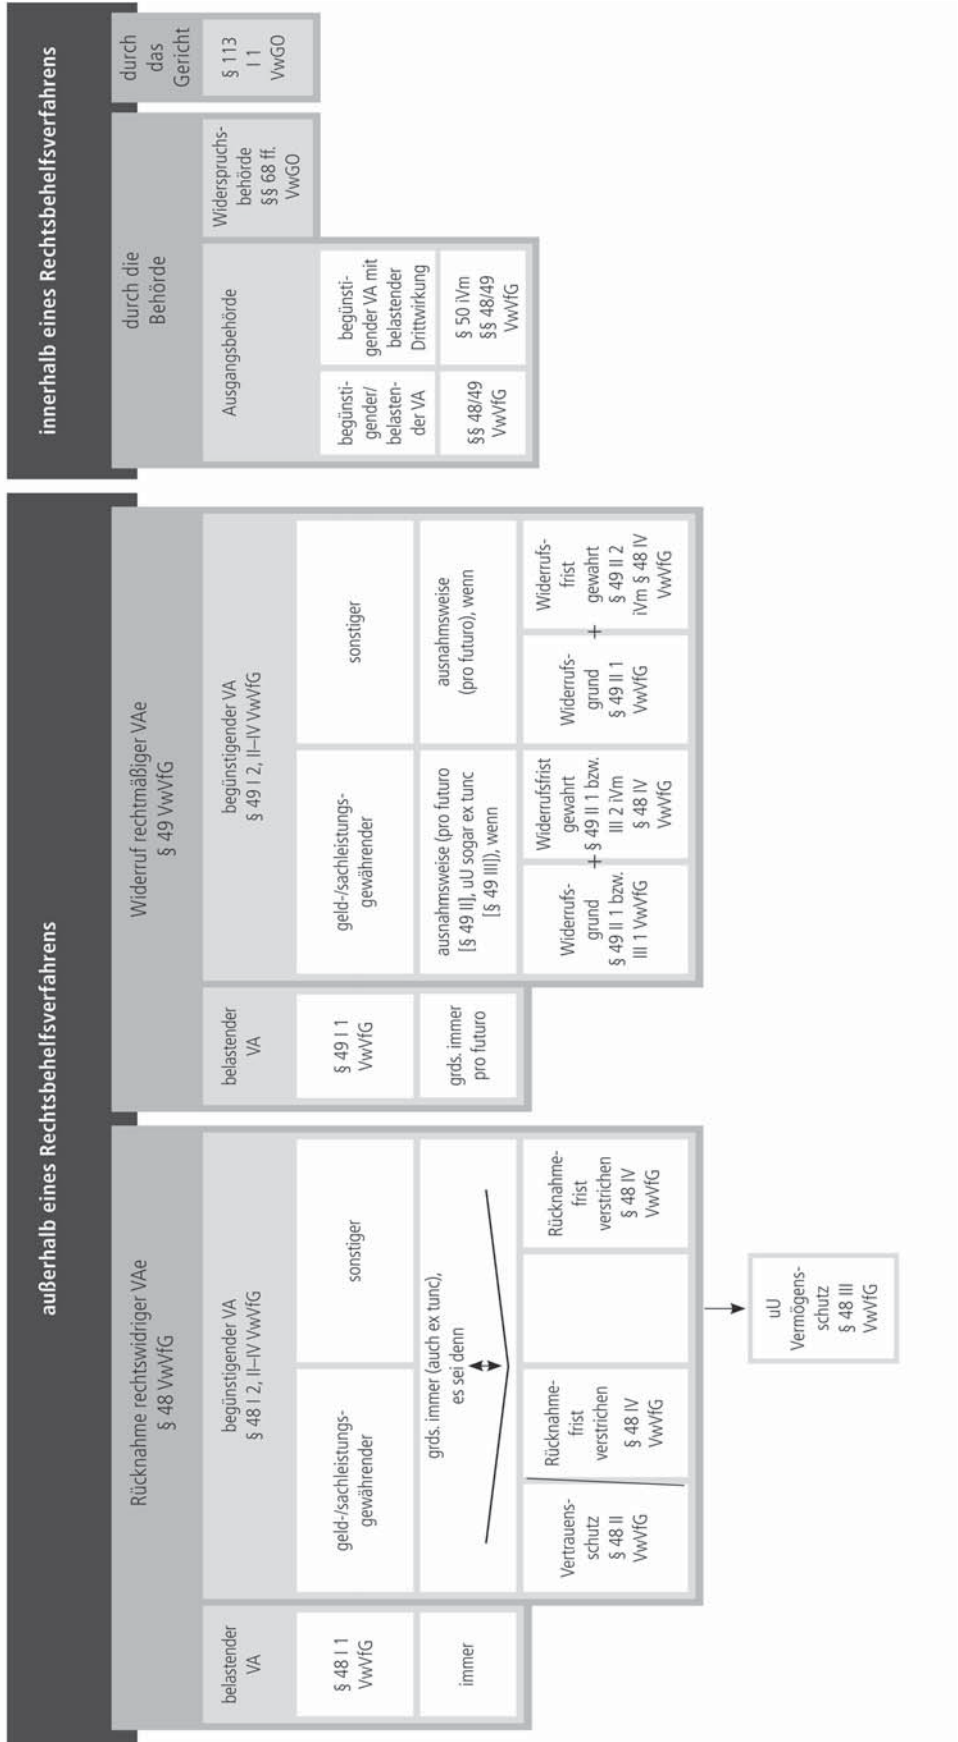 außerhalb eines Rechtsbehelfsverfahrens
Rücknahme rechtswidriger VAe
§ 48 VwVfG
belastender
VA
§ 48 I 1
VwVfG
immer
begünstigender VA
§ 48 I 2, II–IV VwVfG
geld-/sachleistungs-
gewährender
sonstiger
grds. immer (auch ex tunc),
es sei denn
Vertrauens-
schutz
§ 48 II
VwVfG
Rücknahme-
frist
verstrichen
§ 48 IV
VwVfG
Rücknahme-
frist
verstrichen
§ 48 IV
VwVfG
uU
Vermögens-
schutz
§ 48 III
VwVfG
Widerruf rechtmäßiger VAe
§ 49 VwVfG
belastender
VA
§ 49 I 1
VwVfG
grds. immer
pro futuro
begünstigender VA
§ 49 I 2, II–IV VwVfG
geld-/sachleistungs-
gewährender
ausnahmsweise (pro futuro
[§ 49 II], uU sogar ex tunc
[§ 49 III]), wenn
Widerrufs-
grund
§ 49 II 1 bzw.
III 1 VwVfG
+
Widerrufsfrist
gewahrt
§ 49 II 1 bzw.
III 2 iVm
§ 48 IV
VwVfG
sonstiger
ausnahmsweise
(pro futuro), wenn
Widerrufs-
grund
§ 49 II 1
VwVfG
+
Widerrufs-
frist
gewahrt
§ 49 II 2
iVm § 48 IV
VwVfG
innerhalb eines Rechtsbehelfsverfahrens
durch die
Behörde
Ausgangsbehörde
begünsti-
gender/
belasten-
der VA
§§ 48/49
VwVfG
begünsti-
gender VA mit
belastender
Drittwirkung
§ 50 iVm
§§ 48/49
VwVfG
Widerspruchs-
behörde
§§ 68 ff.
VwGO
durch
das
Gericht
§ 113
I 1
VwGO